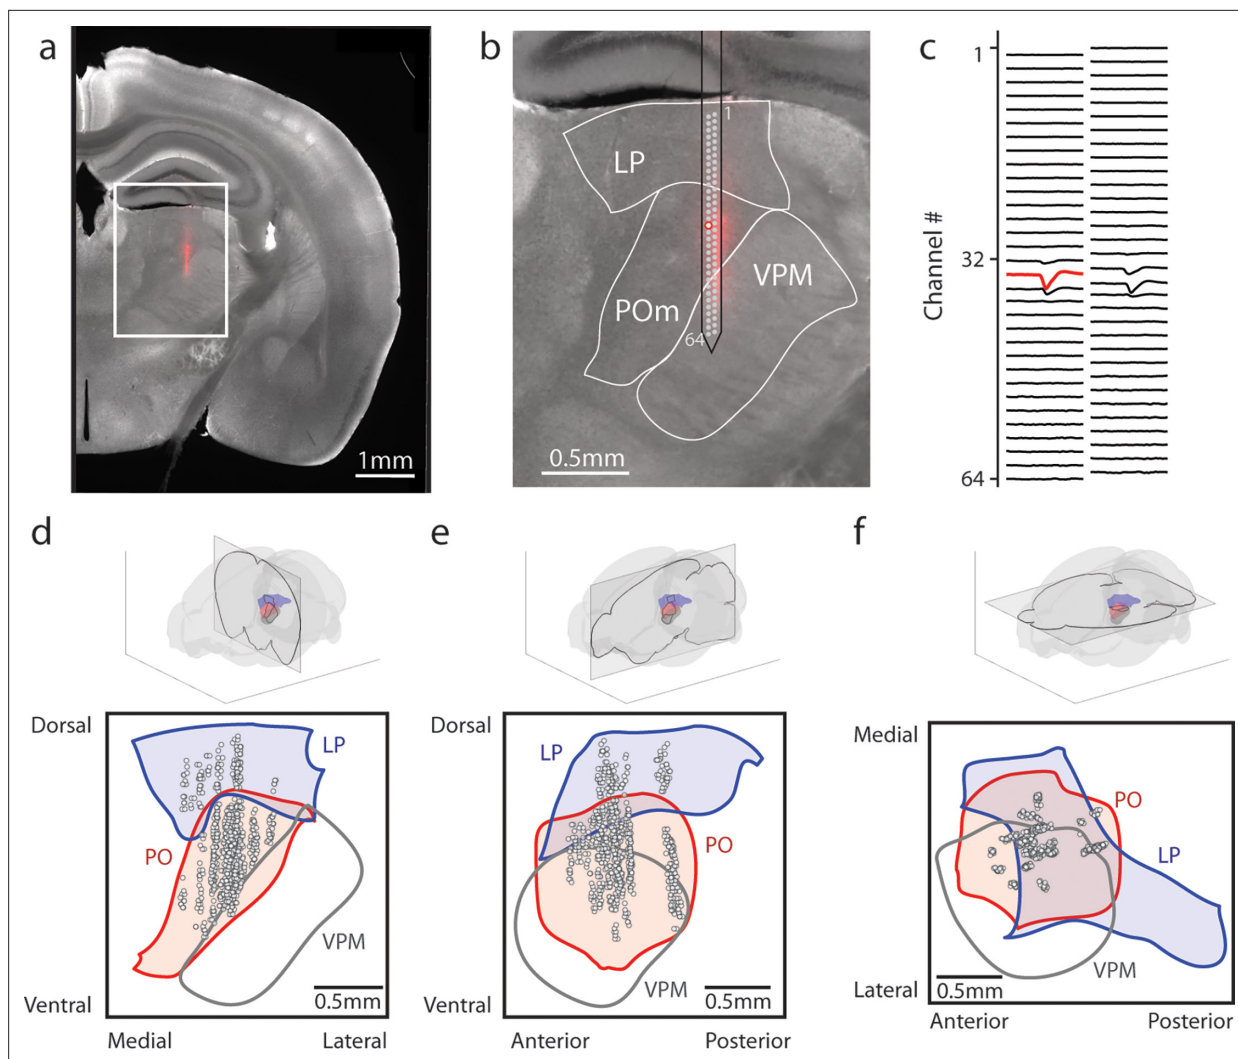 a
1mm
b
1
LP
VPM
POm
64
0.5mm
c
Channel #
1
32
64
d
Dorsal
LP
PO
VPM
0.5mm
Ventral
Medial Lateral
e
Dorsal
LP
PO
VPM
0.5mm
Ventral
Anterior Posterior
f
Medial
PO
LP
VPM
0.5mm
Lateral
Anterior Posterior